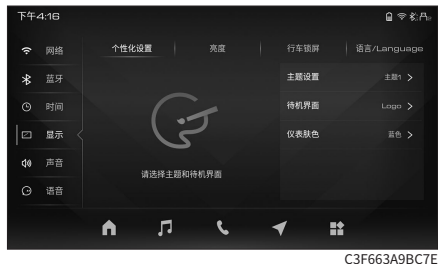 下午4:16
网络
蓝牙
时间
显示
声音
语音
个性化设置
亮度
行车锁屏
语言/Language
请选择主题和待机界面
主题设置
主题1
待机界面
Logo
仪表肤色
蓝色
C3F663A9BC7E